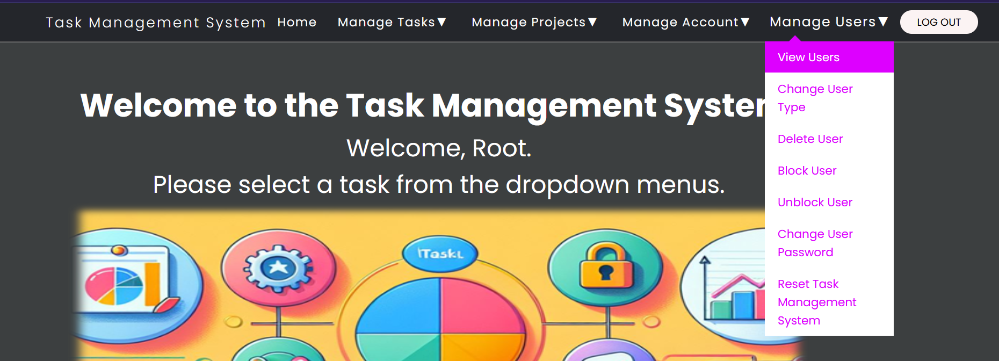 Task Management System Home Manage Tasks▼ Manage Projects▼ Manage Account▼ Manage Users▼ LOG OUT
View Users
Change User
Type
Delete User
Block User
Unblock User
Change User
Password
Reset Task
Management
System
Welcome to the Task Management System
Welcome, Root.
Please select a task from the dropdown menus.